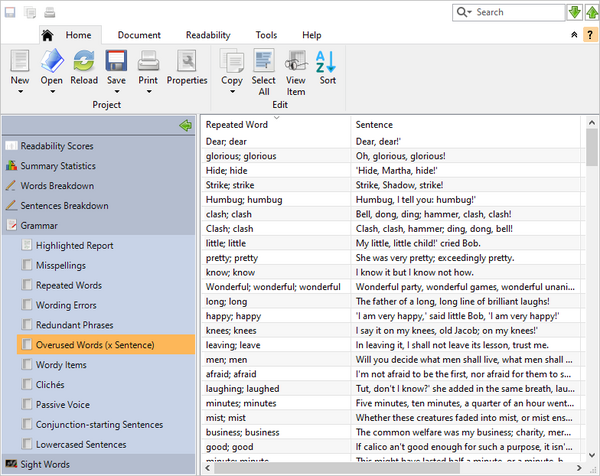 Search
?
Home Document Readability Tools Help
New Open Reload Save Print Properties Copy Select All View Item Sort
Project Edit
Readability Scores
Summary Statistics
Words Breakdown
Sentences Breakdown
Grammar
Highlighted Report
Misspellings
Repeated Words
Wording Errors
Redundant Phrases
Overused Words (x Sentence)
Wordy Items
Clichés
Passive Voice
Conjunction-starting Sentences
Lowercased Sentences
Sight Words
Repeated Word Sentence
Dear; dear Dear, dear!'
glorious; glorious Oh, glorious, glorious!
Hide; hide 'Hide, Martha, hide!'
Strike; strike Strike, Shadow, strike!
Humbug; humbug Humbug, I tell you: humbug!'
clash; clash Bell, dong, ding; hammer, clash, clash!
Clash; clash Clash, clash, hammer; ding, dong, bell!
little; little My little, little child!' cried Bob.
pretty; pretty She was very pretty; exceedingly pretty.
know; know I know it but I know not how.
Wonderful; wonderful; wonderful Wonderful party, wonderful games, wonderful unani...
long; long The father of a long, long line of brilliant laughs!
happy; happy 'I am very happy,' said little Bob, 'I am very happy!'
knees; knees I say it on my knees, old Jacob; on my knees!'
leaving; leave In leaving it, I shall not leave its lesson, trust me.
men; men Will you decide what men shall live, what men shall ...
afraid; afraid I'm not afraid to be the first, nor afraid for them to s...
laughing; laughed Tut, don't I know?' she added in the same breath, lau...
minutes; minutes Five minutes, ten minutes, a quarter of an hour went...
mist; mist Whether these creatures faded into mist, or mist ens...
business; business The common welfare was my business; charity, mer...
good; good If calico an't good enough for such a purpose, it isn'...
minute; minute This might have lasted half a minute, or a minute, b...